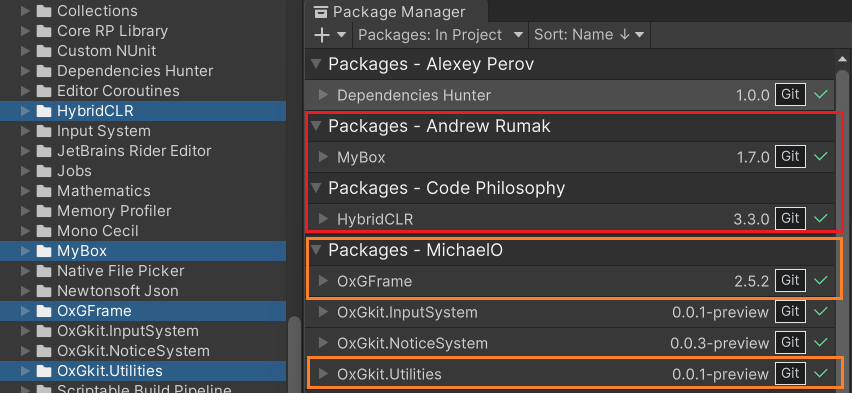 Collections
Core RP Library
Custom NUnit
Dependencies Hunter
Editor Coroutines
HybridCLR
Input System
JetBrains Rider Editor
Jobs
Mathematics
Memory Profiler
Mono Cecil
MyBox
Native File Picker
Newtonsoft Json
OxGFrame
OxGkit.InputSystem
OxGkit.NoticeSystem
OxGkit.Utilities
Scriptable Build Pipeline
Package Manager
Packages: In Project Sort: Name ↓
Packages - Alexey Perov
Dependencies Hunter 1.0.0 Git
Packages - Andrew Rumak
MyBox 1.7.0 Git
Packages - Code Philosophy
HybridCLR 3.3.0 Git
Packages - MichaelO
OxGFrame 2.5.2 Git
OxGkit.InputSystem 0.0.1-preview Git
OxGkit.NoticeSystem 0.0.3-preview Git
OxGkit.Utilities 0.0.1-preview Git